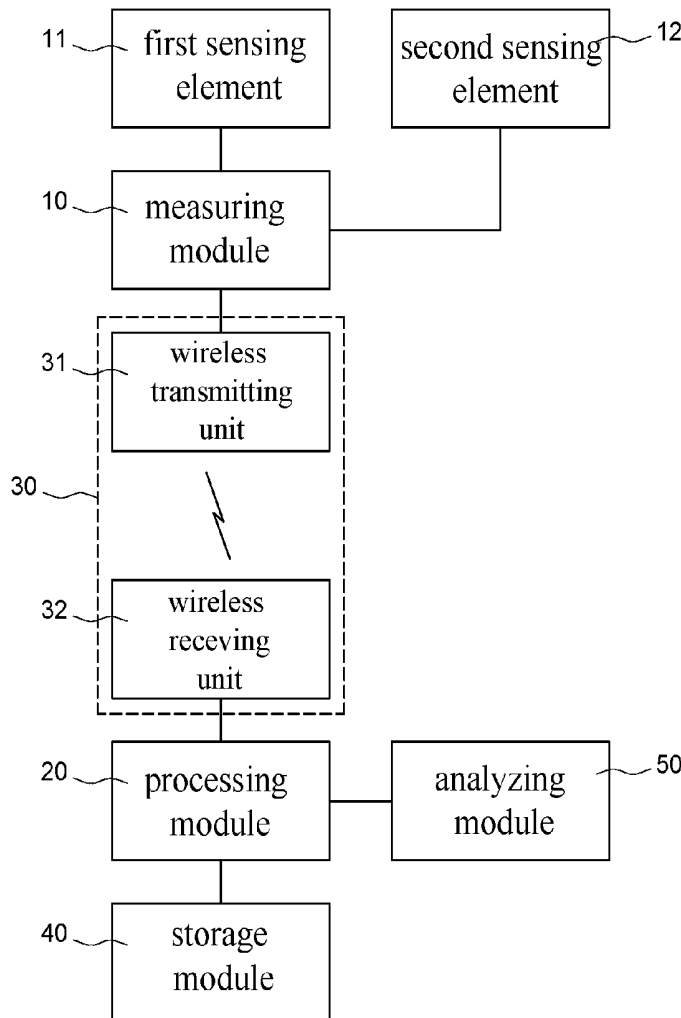 11
first sensing
element
second sensing
element
12
10
measuring
module
31
wireless
transmitting
unit
30
32
wireless
receving
unit
20
processing
module
analyzing
module
50
40
storage
module